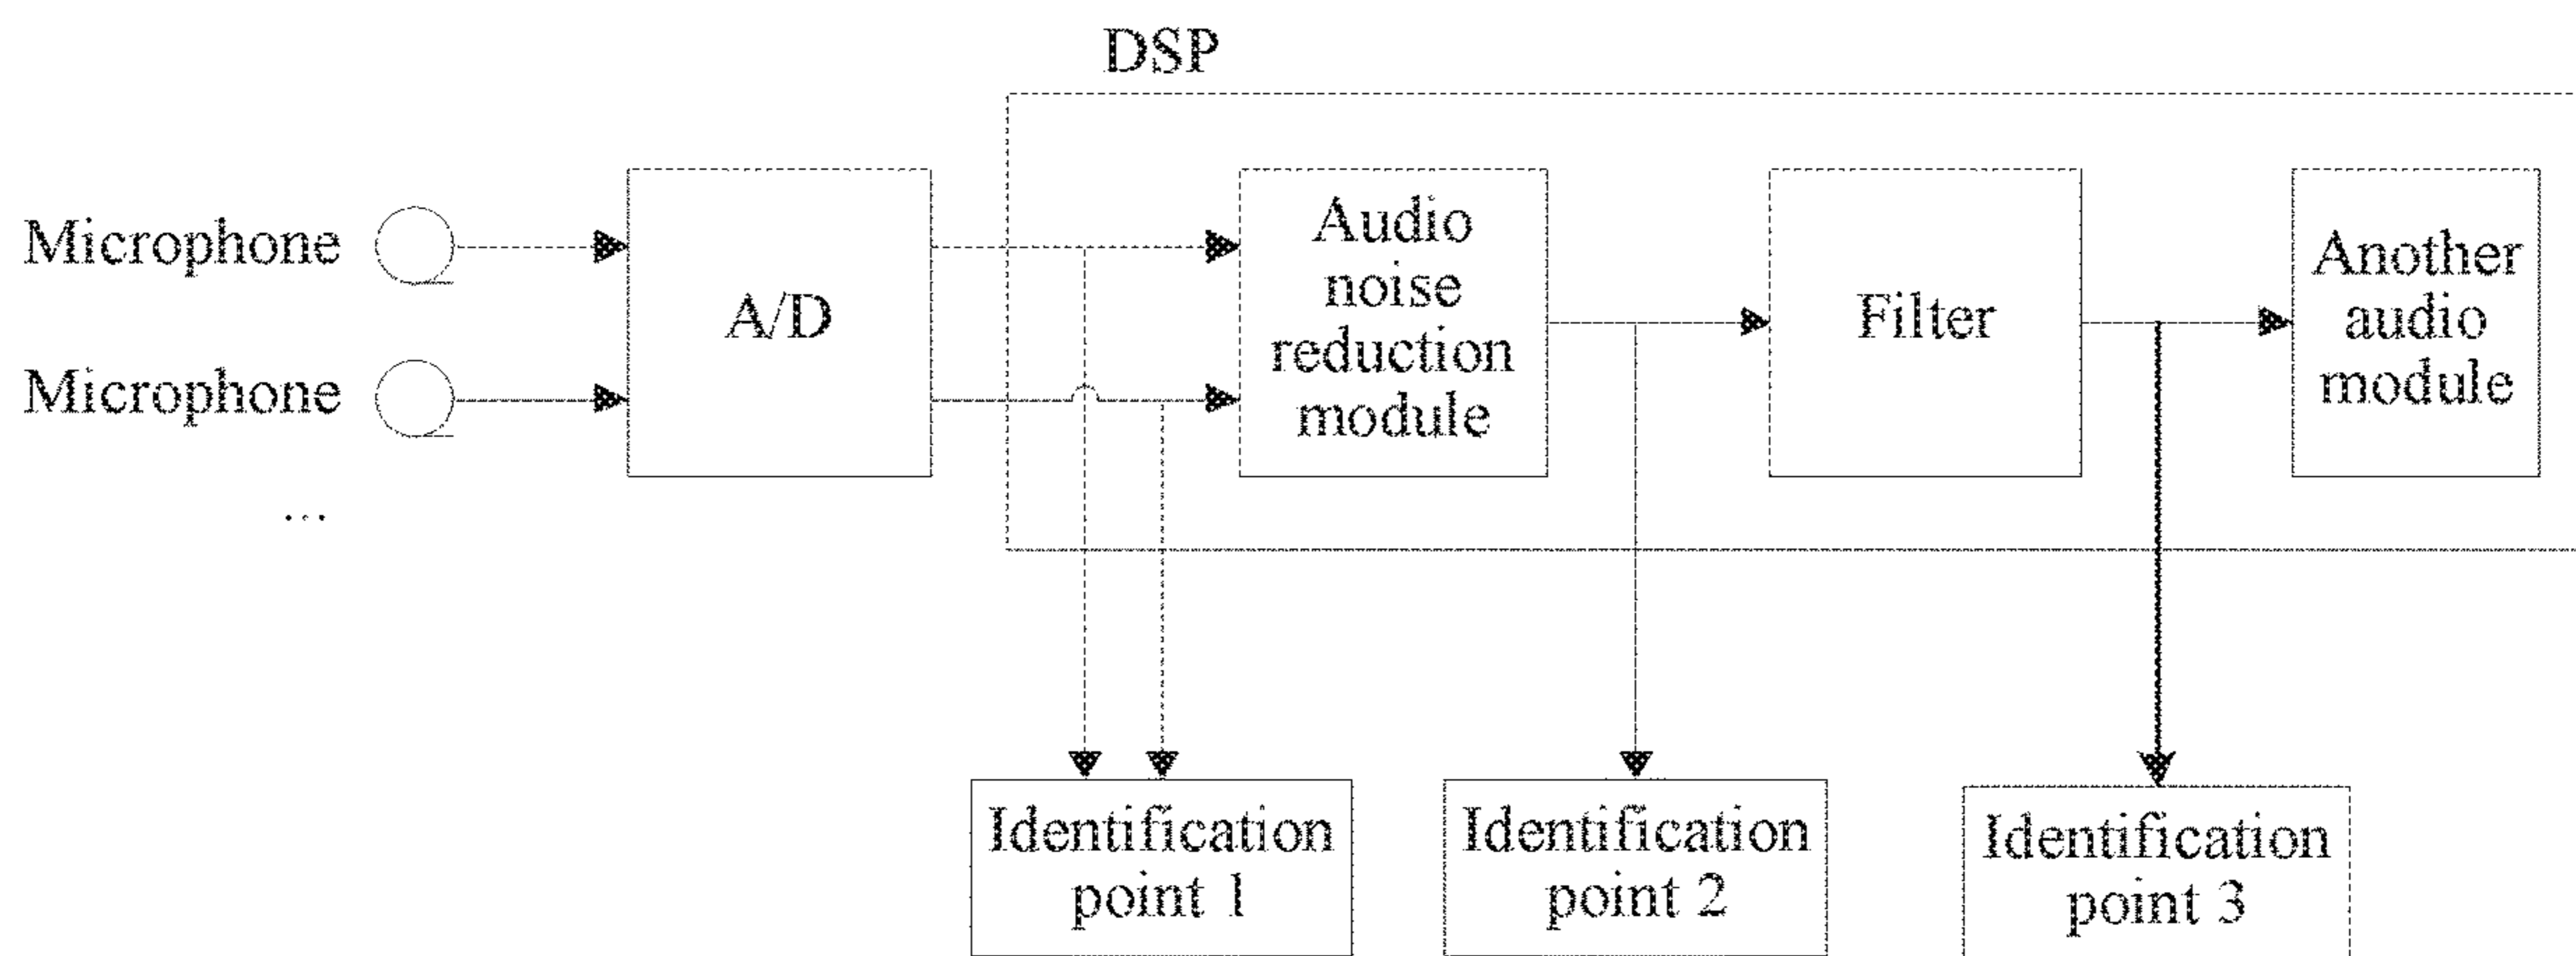 DSP
Microphone
Microphone
...
A/D
Audio
noise
reduction
module
Filter
Another
audio
module
Identification
point 1
Identification
point 2
Identification
point 3